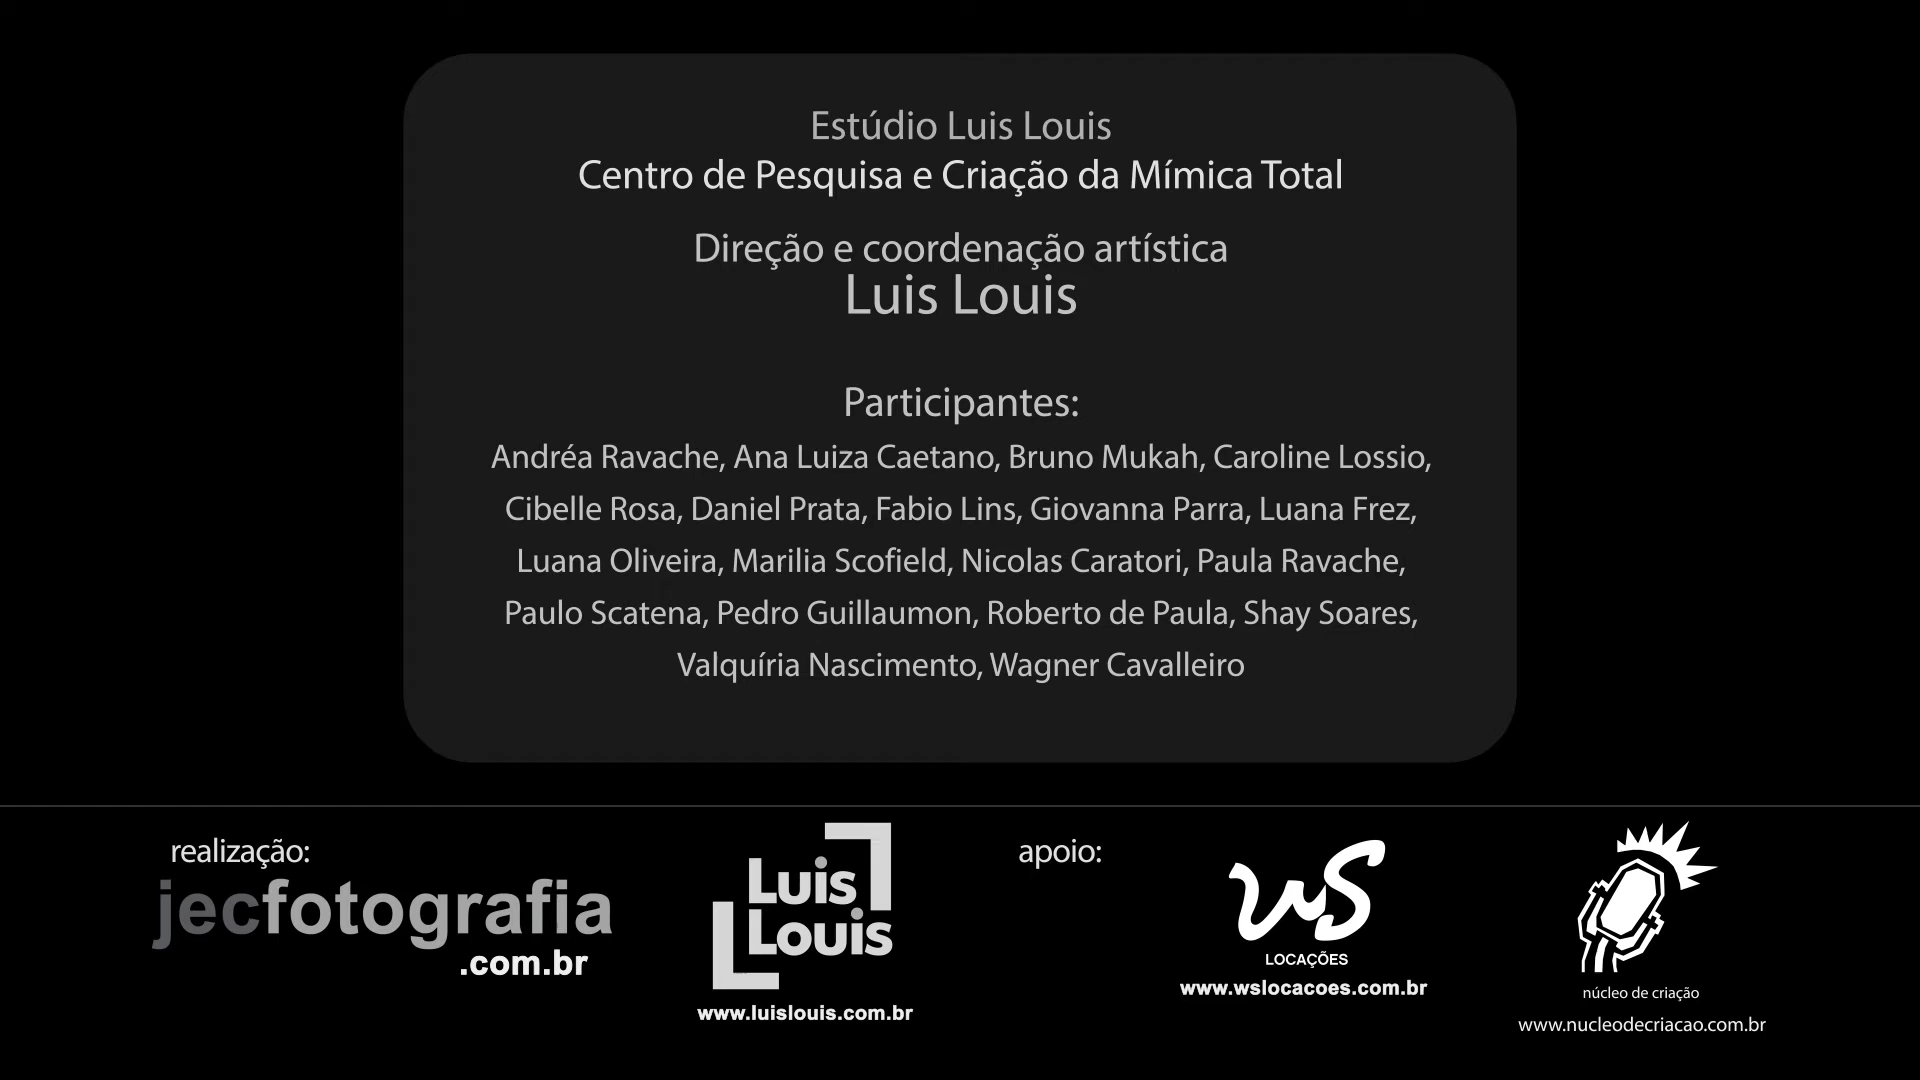 Estúdio Luis Louis
Centro de Pesquisa e Criação da Mímica Total
Direção e coordenação artística
Luis Louis
Participantes:
Andréa Ravache, Ana Luiza Caetano, Bruno Mukah, Caroline Lossio,
Cibelle Rosa, Daniel Prata, Fabio Lins, Giovanna Parra, Luana Frez,
Luana Oliveira, Marilia Scofield, Nicolas Caratori, Paula Ravache,
Paulo Scatena, Pedro Guillaumon, Roberto de Paula, Shay Soares,
Valquíria Nascimento, Wagner Cavalleiro
realização:
jecfotografia
.com.br
Luis
Louis
www.luislouis.com.br
apoio:
wS
LOCAÇÕES
www.wslocacoes.com.br
núcleo de criação
www.nucleodecriacao.com.br